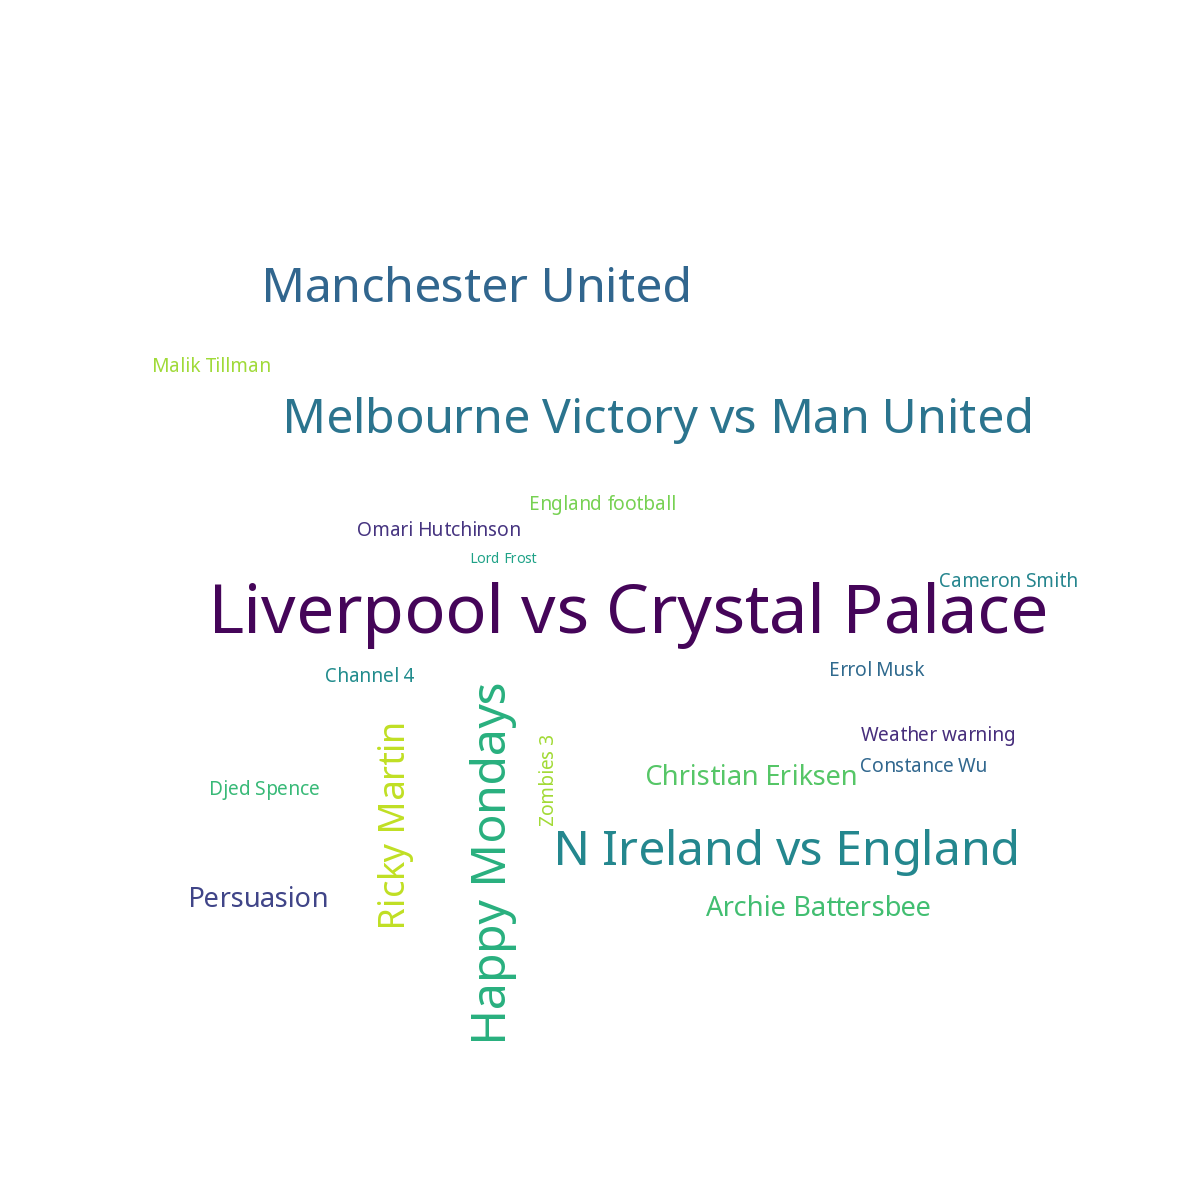 Manchester United
Malik Tillman
Melbourne Victory vs Man United
England football
Omari Hutchinson
Lord Frost
Cameron Smith
Liverpool vs Crystal Palace
Errol Musk
Channel 4
Weather warning
Constance Wu
Christian Eriksen
Zombies 3
Djed Spence
Ricky Martin
Happy Mondays
N Ireland vs England
Persuasion
Archie Battersbee